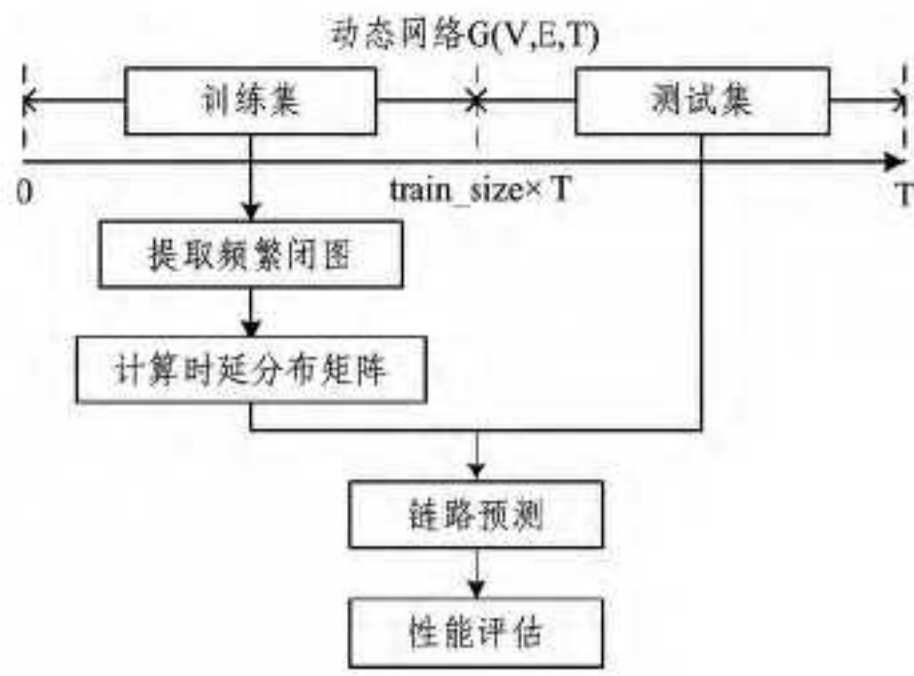 动态网络G(V,E,T)
训练集
测试集
0
train_size× T
T
提取频繁闭图
计算时延分布矩阵
链路预测
性能评估